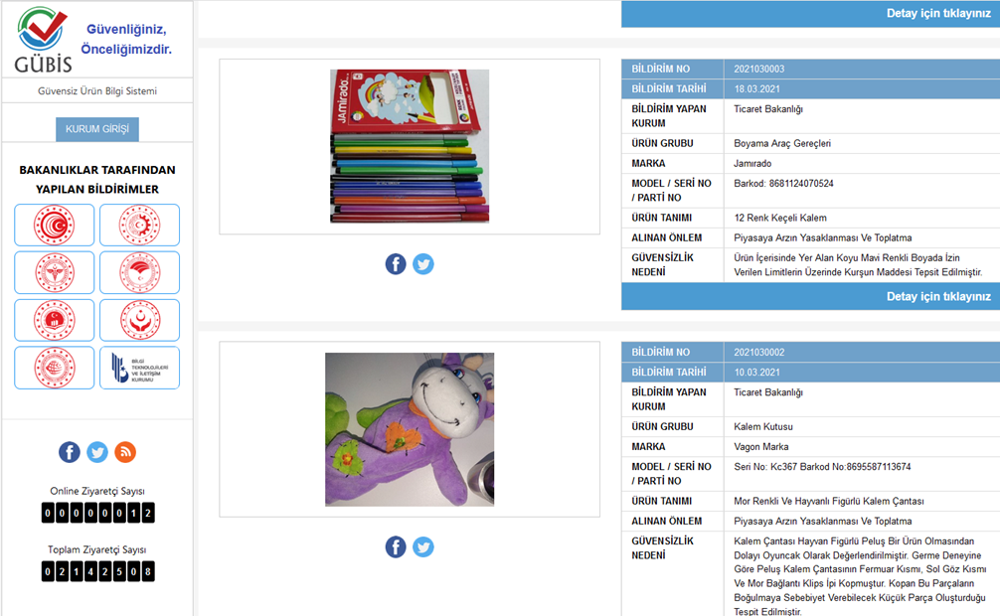 GÜBİS
Güvenliğiniz,
Önceliğimizdir.
Güvensiz Ürün Bilgi Sistemi
KURUM GİRİŞİ
BAKANLIKLAR TARAFINDAN
YAPILAN BİLDİRİMLER
BİLGİ
TEKNOLOJİLERİ
VE İLETİŞİM
KURUMU
Online Ziyaretçi Sayısı
00000012
Toplam Ziyaretçi Sayısı
02142508
Detay için tıklayınız
JAMIRADO...
BİLDİRİM NO 2021030003
BİLDİRİM TARİHİ 18.03.2021
BİLDİRİM YAPAN KURUM Ticaret Bakanlığı
ÜRÜN GRUBU Boyama Araç Gereçleri
MARKA Jamırado
MODEL / SERİ NO / PARTİ NO Barkod: 8681124070524
ÜRÜN TANIMI 12 Renk Keçeli Kalem
ALINAN ÖNLEM Piyasaya Arzın Yasaklanması Ve Toplatma
GÜVENSİZLİK NEDENİ Ürün İçerisinde Yer Alan Koyu Mavi Renkli Boyada İzin
Verilen Limitlerin Üzerinde Kurşun Maddesi Tepsit Edilmiştir.
Detay için tıklayınız
BİLDİRİM NO 2021030002
BİLDİRİM TARİHİ 10.03.2021
BİLDİRİM YAPAN KURUM Ticaret Bakanlığı
ÜRÜN GRUBU Kalem Kutusu
MARKA Vagon Marka
MODEL / SERİ NO / PARTİ NO Seri No: Kc367 Barkod No:8695587113674
ÜRÜN TANIMI Mor Renkli Ve Hayvanlı Figürlü Kalem Çantası
ALINAN ÖNLEM Piyasaya Arzın Yasaklanması Ve Toplatma
GÜVENSİZLİK NEDENİ Kalem Çantası Hayvan Figürlü Peluş Bir Ürün Olmasından
Dolayı Oyuncak Olarak Değerlendirilmiştir. Germe Deneyine
Göre Peluş Kalem Çantasının Fermuar Kısmı, Sol Göz Kısmı
Ve Mor Bağlantı Klips İpi Kopmuştur. Kopan Bu Parçaların
Boğulmaya Sebebiyet Verebilecek Küçük Parça Oluşturduğu
Tespit Edilmiştir.